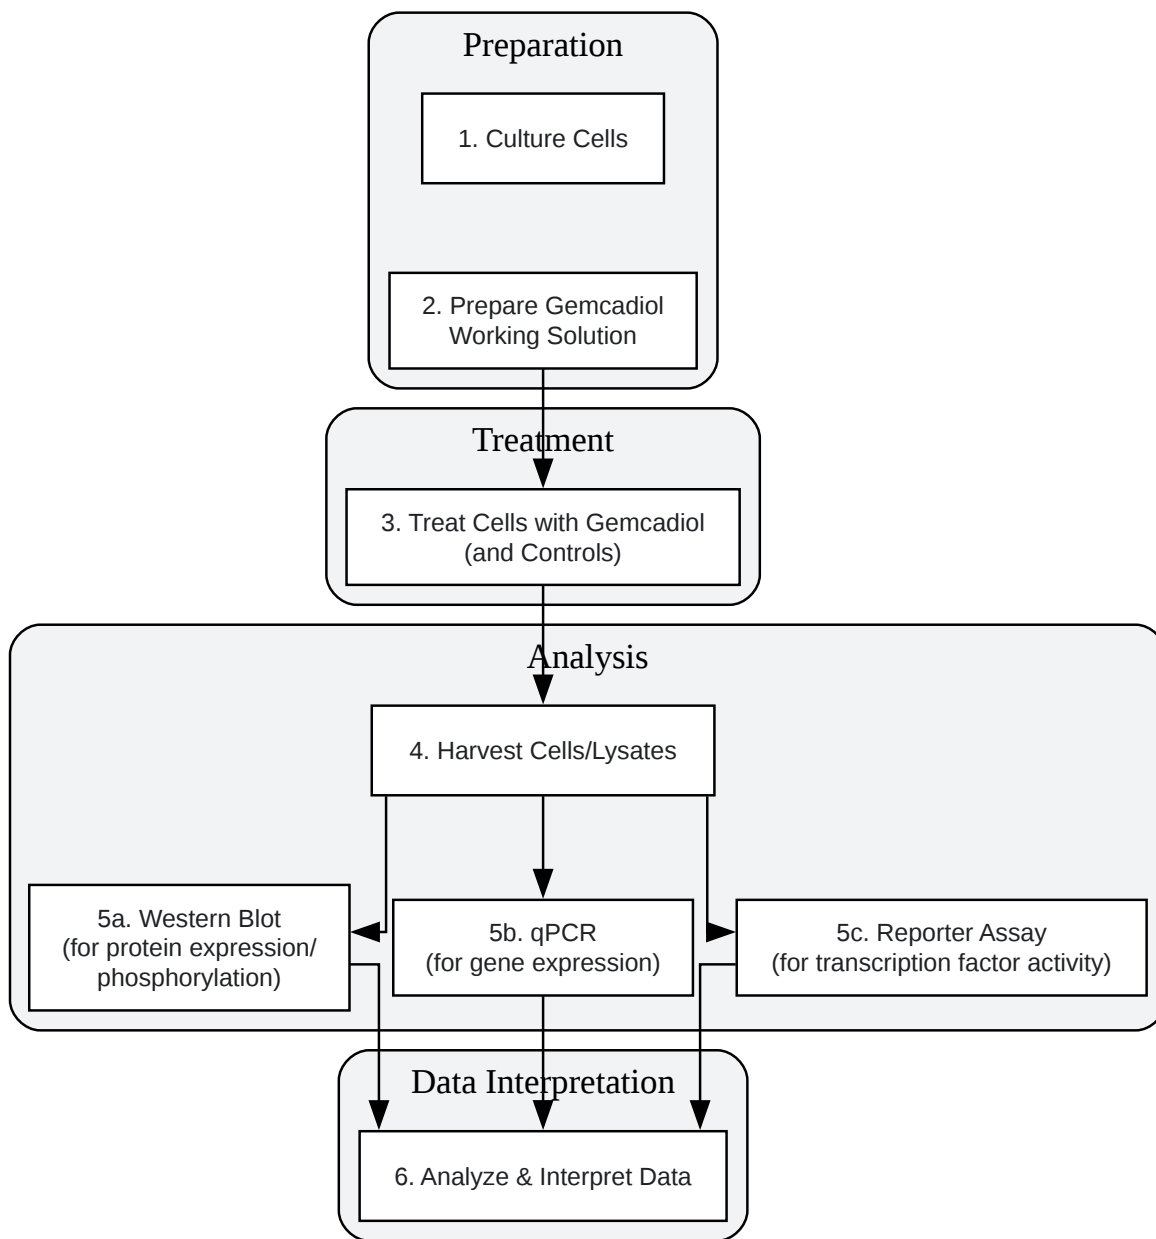 Preparation
1. Culture Cells
2. Prepare Gemcadiol
Working Solution
Treatment
3. Treat Cells with Gemcadiol
(and Controls)
Analysis
4. Harvest Cells/Lysates
5a. Western Blot
(for protein expression/
phosphorylation)
5b. qPCR
(for gene expression)
5c. Reporter Assay
(for transcription factor activity)
Data Interpretation
6. Analyze & Interpret Data